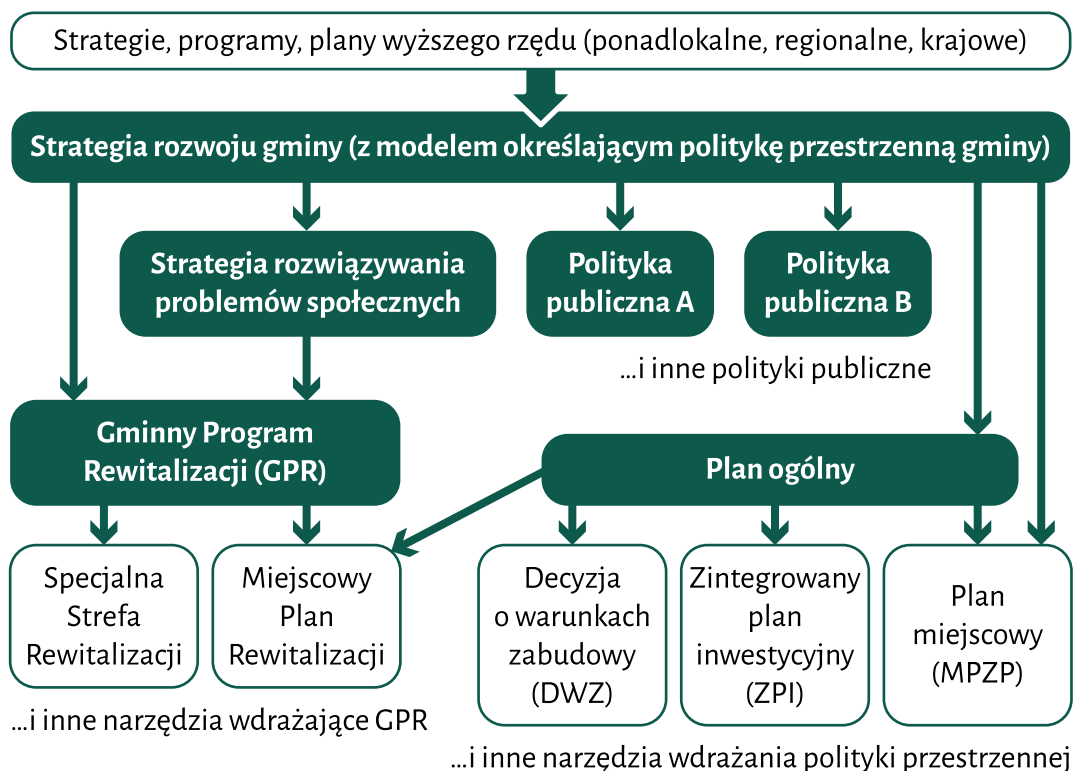 Strategie, programy, plany wyższego rzędu (ponadlokalne, regionalne, krajowe)
Strategia rozwoju gminy (z modelem określającym politykę przestrzenną gminy)
Strategia rozwiązywania
problemów społecznych
Polityka
publiczna A
Polityka
publiczna B
...i inne polityki publiczne
Gminny Program
Rewitalizacji (GPR)
Plan ogólny
Specjalna
Strefa
Rewitalizacji
Miejscowy
Plan
Rewitalizacji
Decyzja
o warunkach
zabudowy
(DWZ)
Zintegrowany
plan
inwestycyjny
(ZPI)
Plan
miejscowy
(MPZP)
...i inne narzędzia wdrażające GPR
...i inne narzędzia wdrażania polityki przestrzennej